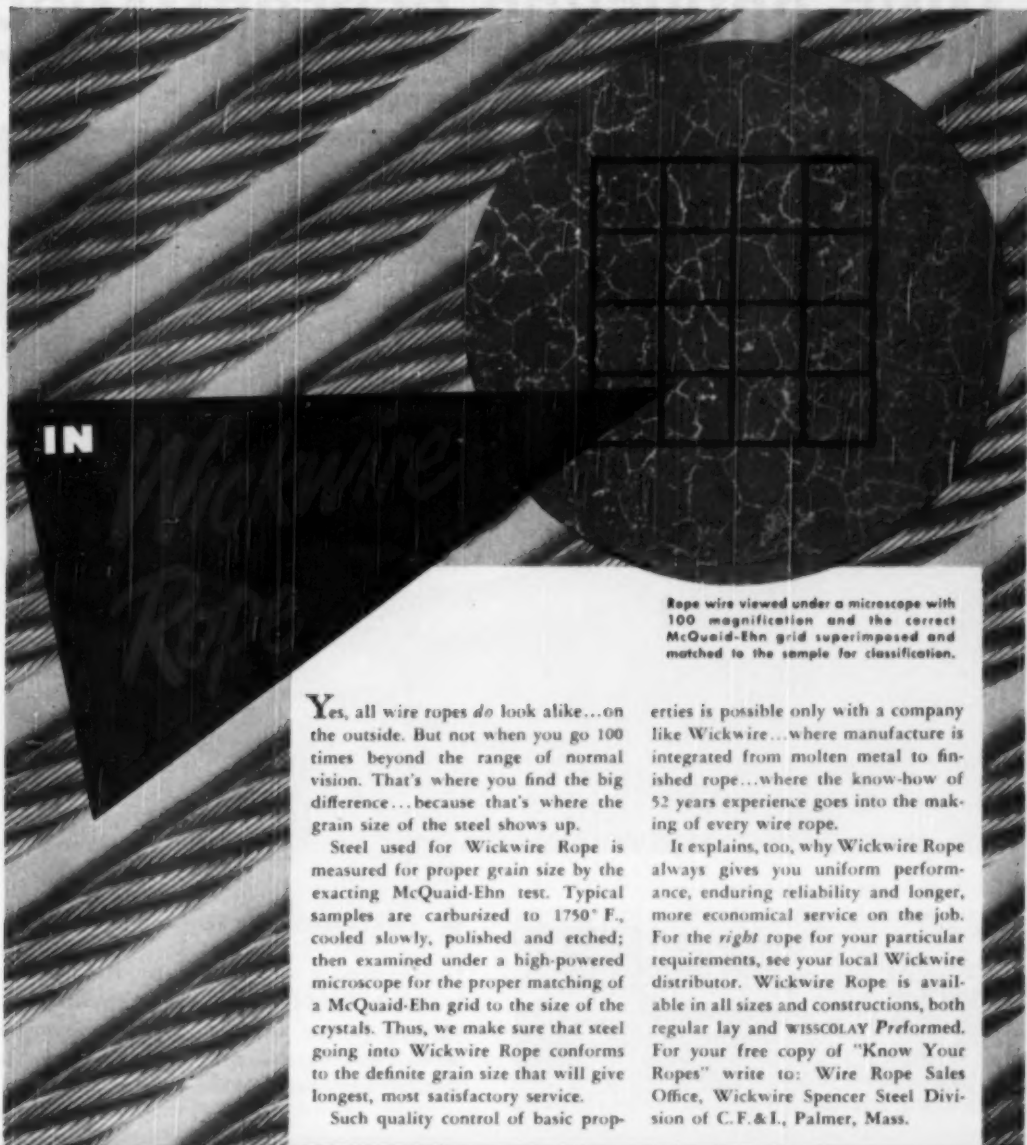 IN
Wickwire
Rope
Rope wire viewed under a microscope with
100 magnification and the correct
McQuaid-Ehn grid superimposed and
matched to the sample for classification.
Yes, all wire ropes do look alike...on
the outside. But not when you go 100
times beyond the range of normal
vision. That's where you find the big
difference...because that's where the
grain size of the steel shows up.
Steel used for Wickwire Rope is
measured for proper grain size by the
exacting McQuaid-Ehn test. Typical
samples are carburized to 1750° F.,
cooled slowly, polished and etched;
then examined under a high-powered
microscope for the proper matching of
a McQuaid-Ehn grid to the size of the
crystals. Thus, we make sure that steel
going into Wickwire Rope conforms
to the definite grain size that will give
longest, most satisfactory service.
Such quality control of basic prop-
erties is possible only with a company
like Wickwire...where manufacture is
integrated from molten metal to fin-
ished rope...where the know-how of
52 years experience goes into the mak-
ing of every wire rope.
It explains, too, why Wickwire Rope
always gives you uniform perform-
ance, enduring reliability and longer,
more economical service on the job.
For the right rope for your particular
requirements, see your local Wickwire
distributor. Wickwire Rope is avail-
able in all sizes and constructions, both
regular lay and WISSCOLAY Preformed.
For your free copy of "Know Your
Ropes" write to: Wire Rope Sales
Office, Wickwire Spencer Steel Divi-
sion of C.F.&I., Palmer, Mass.